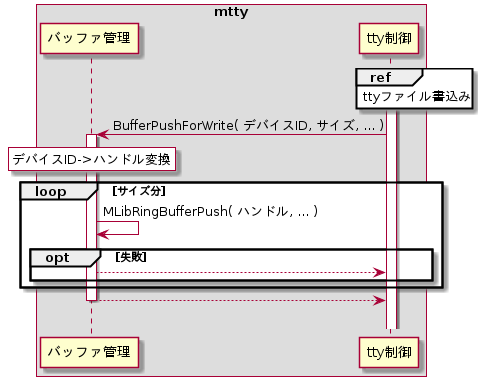 mtty
バッファ管理
tty制御
ref
ttyファイル書込み
BufferPushForWrite( デバイスID, サイズ, ... )
デバイスID->ハンドル変換
loop [サイズ分]
MLibRingBufferPush( ハンドル, ... )
opt [失敗]
バッファ管理
tty制御